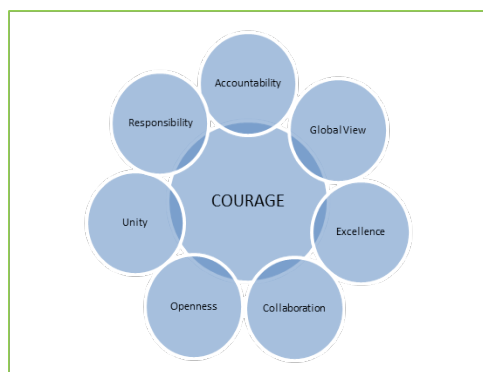 Accountability
Responsibility
Global View
COURAGE
Unity
Excellence
Openness
Collaboration